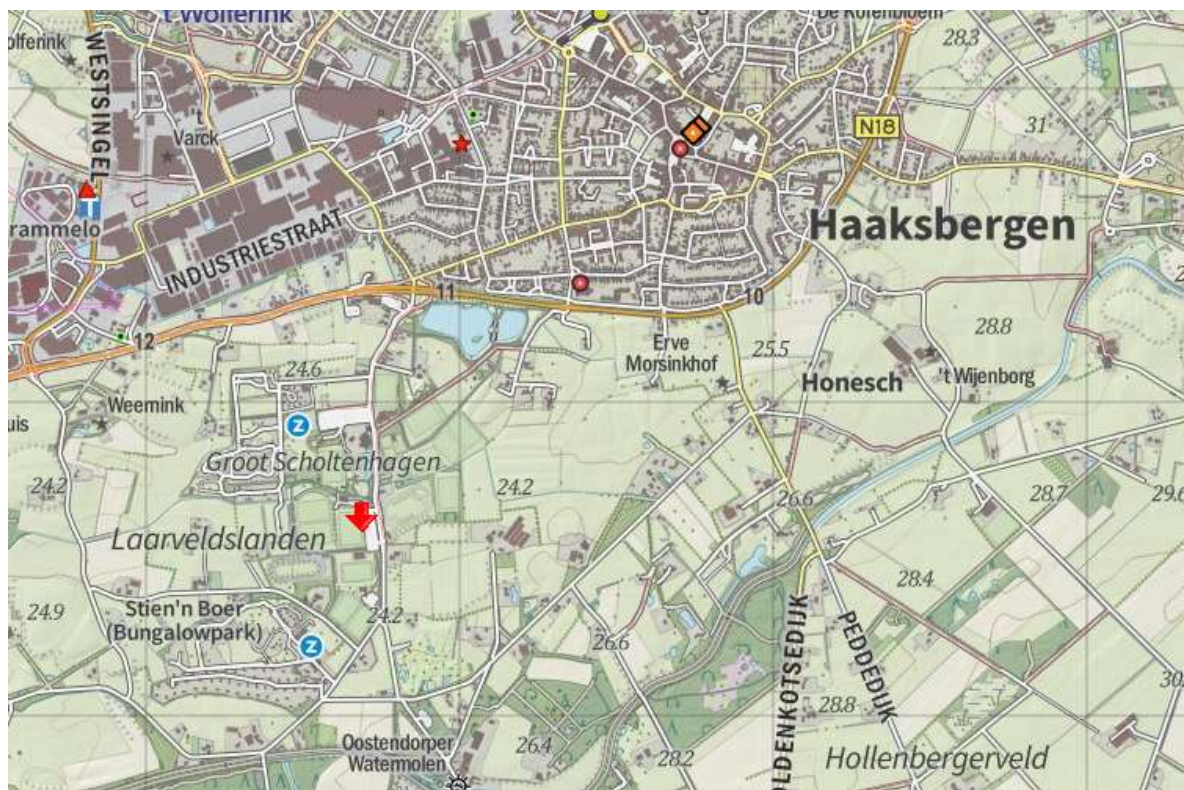 't Wolferink
De Korenbloem
28.3
olferink
WESTSINGEL
't
Varck
31
N18
rammelo
Haaksbergen
INDUSTRIESTRAAT
11
10
12
28.8
Erve
Morsinkhof
25.5
24.6
Honesch
't Wijenborg
Weernink
uis
Groot Scholtenhagen
24.2
24.2
26.6
28.7
29.6
Laarveldslanden
28.4
24.9
Stien'n Boer
(Bungalowpark)
24.2
26.6
OLDENKOTSEDIJK
PEDDEDIJK
30
28.8
Oostendorper
Watermolen
26.4
28.2
Hollenbergerveld
Z
Z